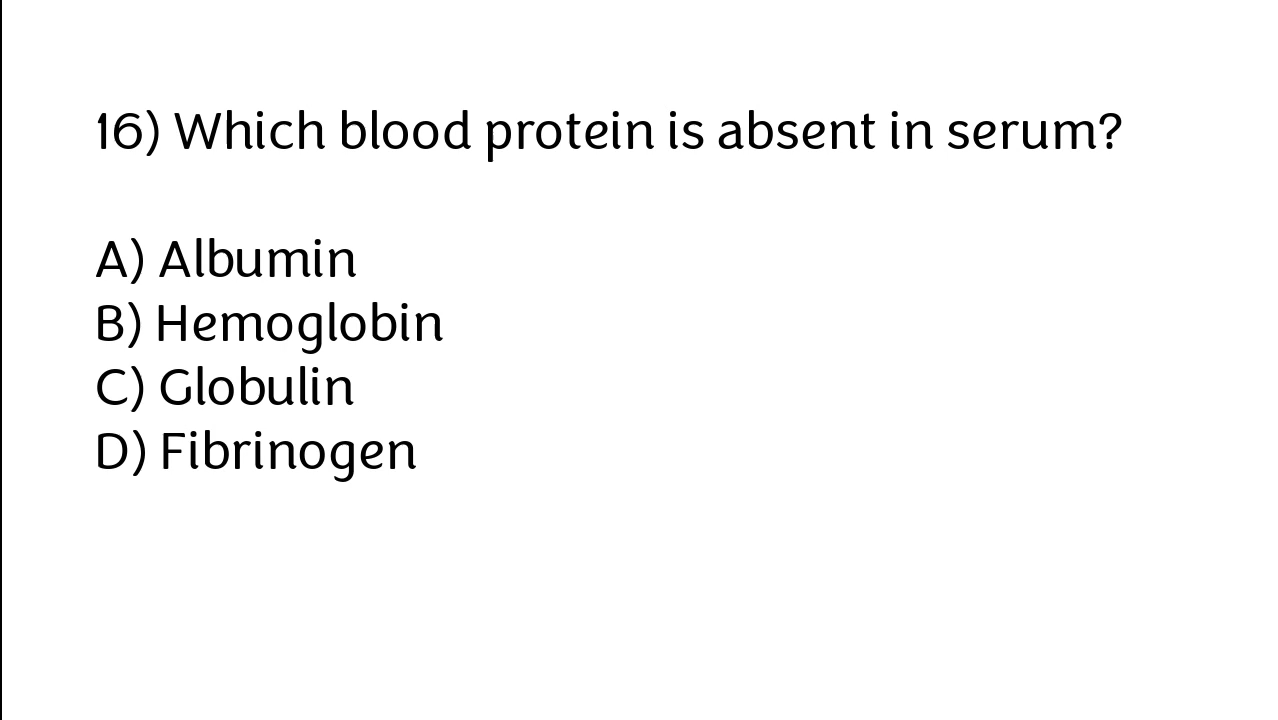 16) Which blood protein is absent in serum?
A) Albumin
B) Hemoglobin
C) Globulin
D) Fibrinogen